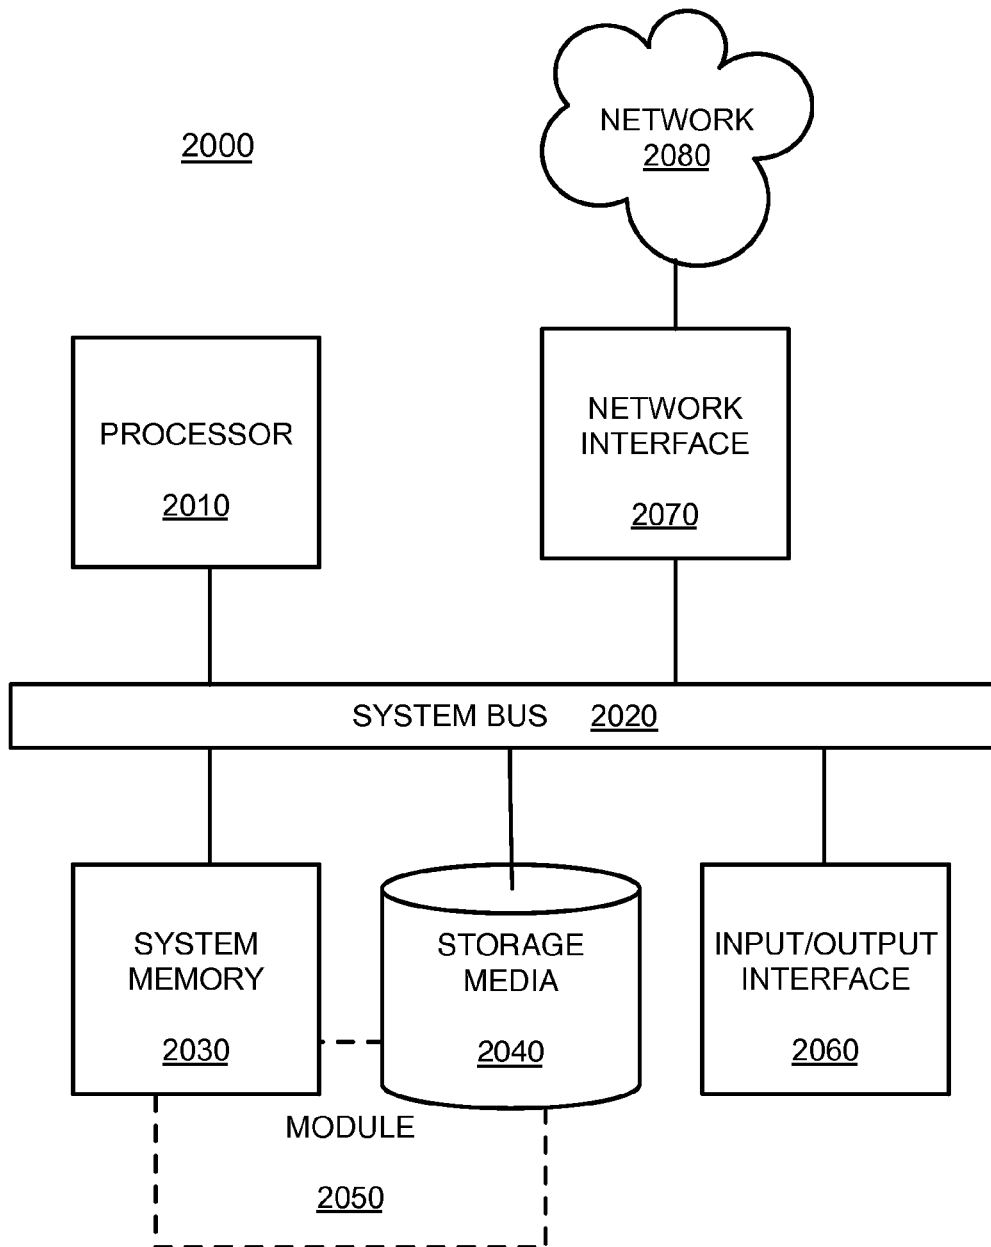 NETWORK
2080
2000
PROCESSOR
2010
NETWORK
INTERFACE
2070
SYSTEM BUS 2020
SYSTEM
MEMORY
2030
STORAGE
MEDIA
2040
INPUT/OUTPUT
INTERFACE
2060
MODULE
2050